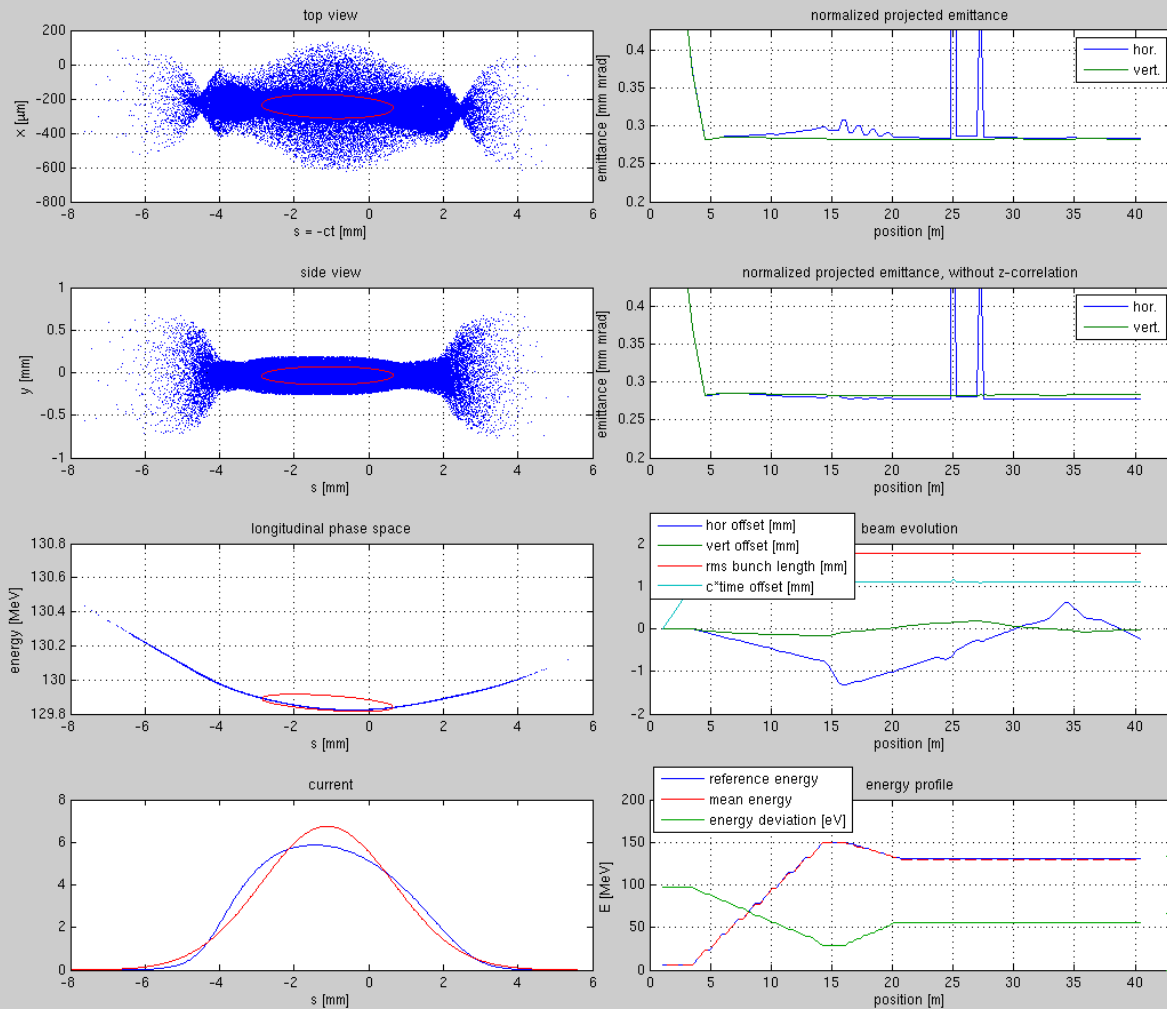 top view
200
0
−200
−400
−600
−800
x [μm]
−8 −6 −4 −2 0 2 4 6
s = -ct [mm]
normalized projected emittance
0.4
0.35
0.3
0.25
0.2
emittance [mm mrad]
hor.
vert.
0 5 10 15 20 25 30 35 40
position [m]
side view
1
0.5
0
−0.5
−1
y [mm]
−8 −6 −4 −2 0 2 4 6
s [mm]
normalized projected emittance, without z-correlation
0.4
0.35
0.3
0.25
0.2
emittance [mm mrad]
hor.
vert.
0 5 10 15 20 25 30 35 40
position [m]
longitudinal phase space
130.8
130.6
130.4
130.2
130
129.8
energy [MeV]
−8 −6 −4 −2 0 2 4 6
s [mm]
beam evolution
hor offset [mm]
vert offset [mm]
rms bunch length [mm]
c*time offset [mm]
2
1
0
−1
−2
0 5 10 15 20 25 30 35 40
position [m]
current
8
6
4
2
0
−8 −6 −4 −2 0 2 4 6
s [mm]
energy profile
reference energy
mean energy
energy deviation [eV]
200
150
100
50
0
E [MeV]
0 5 10 15 20 25 30 35 40
position [m]